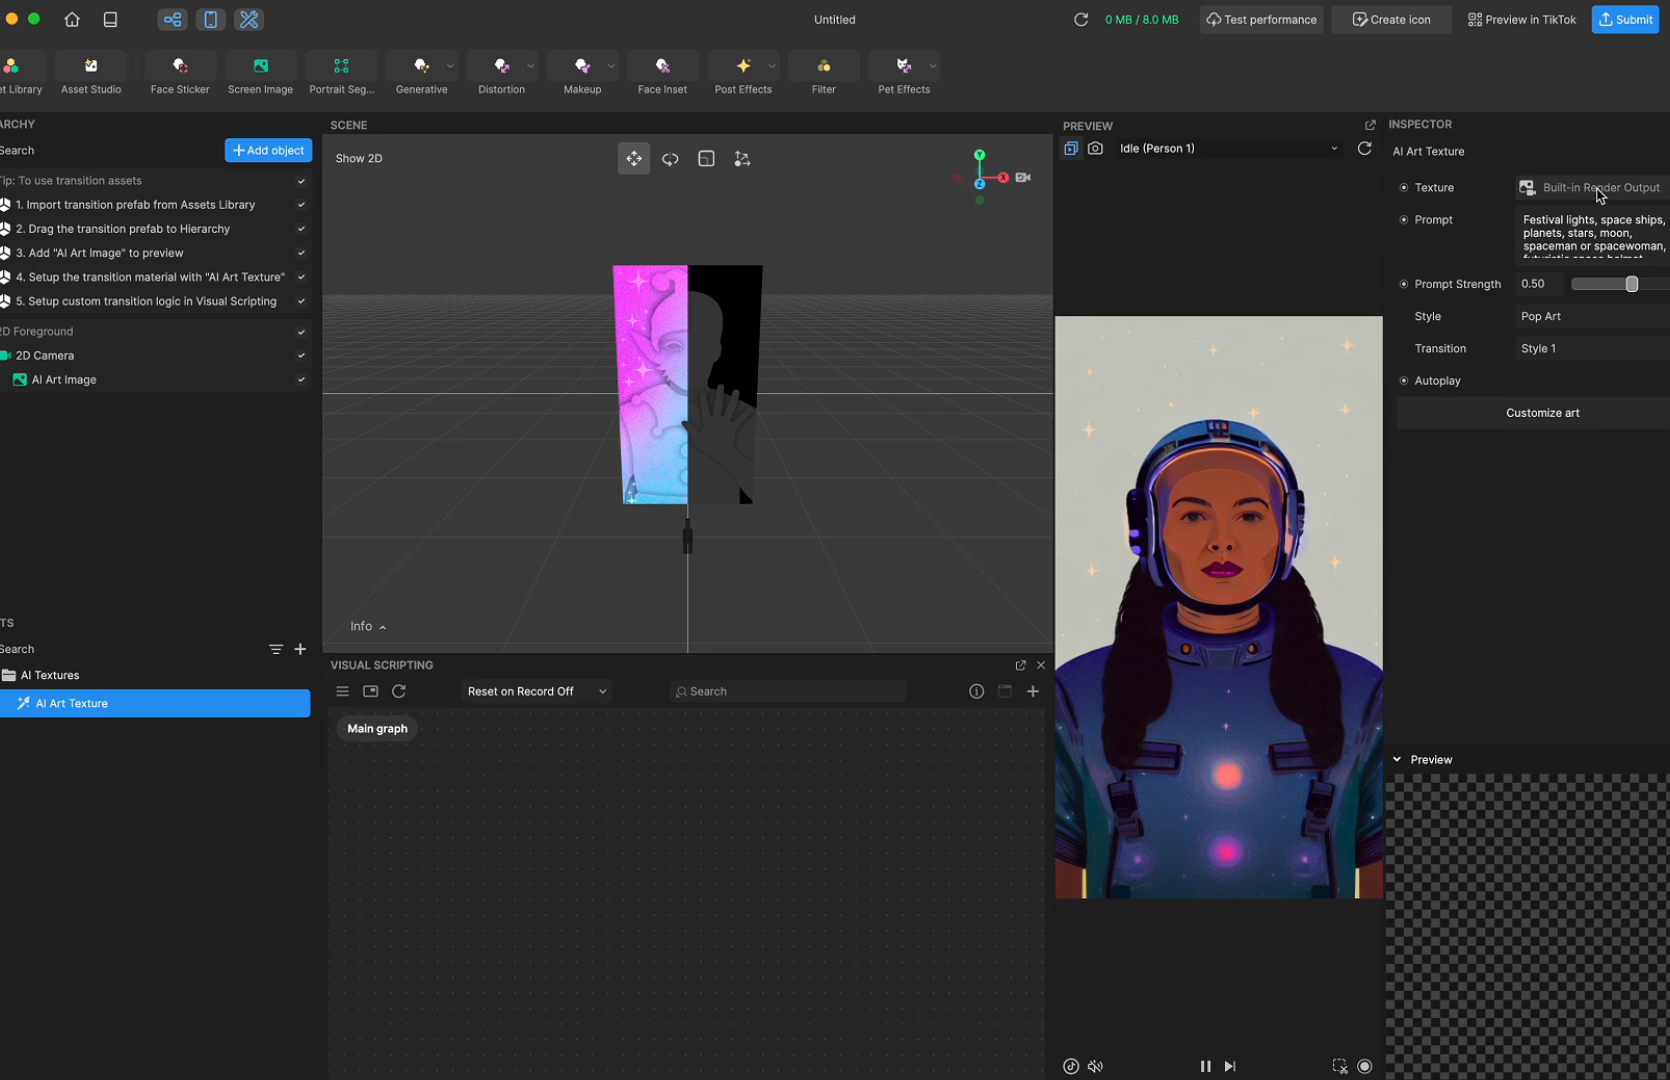 Untitled
0 MB / 8.0 MB
Test performance
Create icon
Preview in TikTok
Submit
et Library
Asset Studio
Face Sticker
Screen Image
Portrait Seg...
Generative
Distortion
Makeup
Face Inset
Post Effects
Filter
Pet Effects
ARCHY
Search
Add object
Tip: To use transition assets
1. Import transition prefab from Assets Library
2. Drag the transition prefab to Hierarchy
3. Add "AI Art Image" to preview
4. Setup the transition material with "AI Art Texture"
5. Setup custom transition logic in Visual Scripting
2D Foreground
2D Camera
AI Art Image
TS
Search
AI Textures
AI Art Texture
SCENE
Show 2D
Y
X
Z
Info
VISUAL SCRIPTING
Reset on Record Off
Search
Main graph
PREVIEW
Idle (Person 1)
INSPECTOR
AI Art Texture
Texture
Built-in Render Output
Prompt
Festival lights, space ships,
planets, stars, moon,
spaceman or spacewoman,
futuristic space helmet
Prompt Strength
0.50
Style
Pop Art
Transition
Style 1
Autoplay
Customize art
Preview